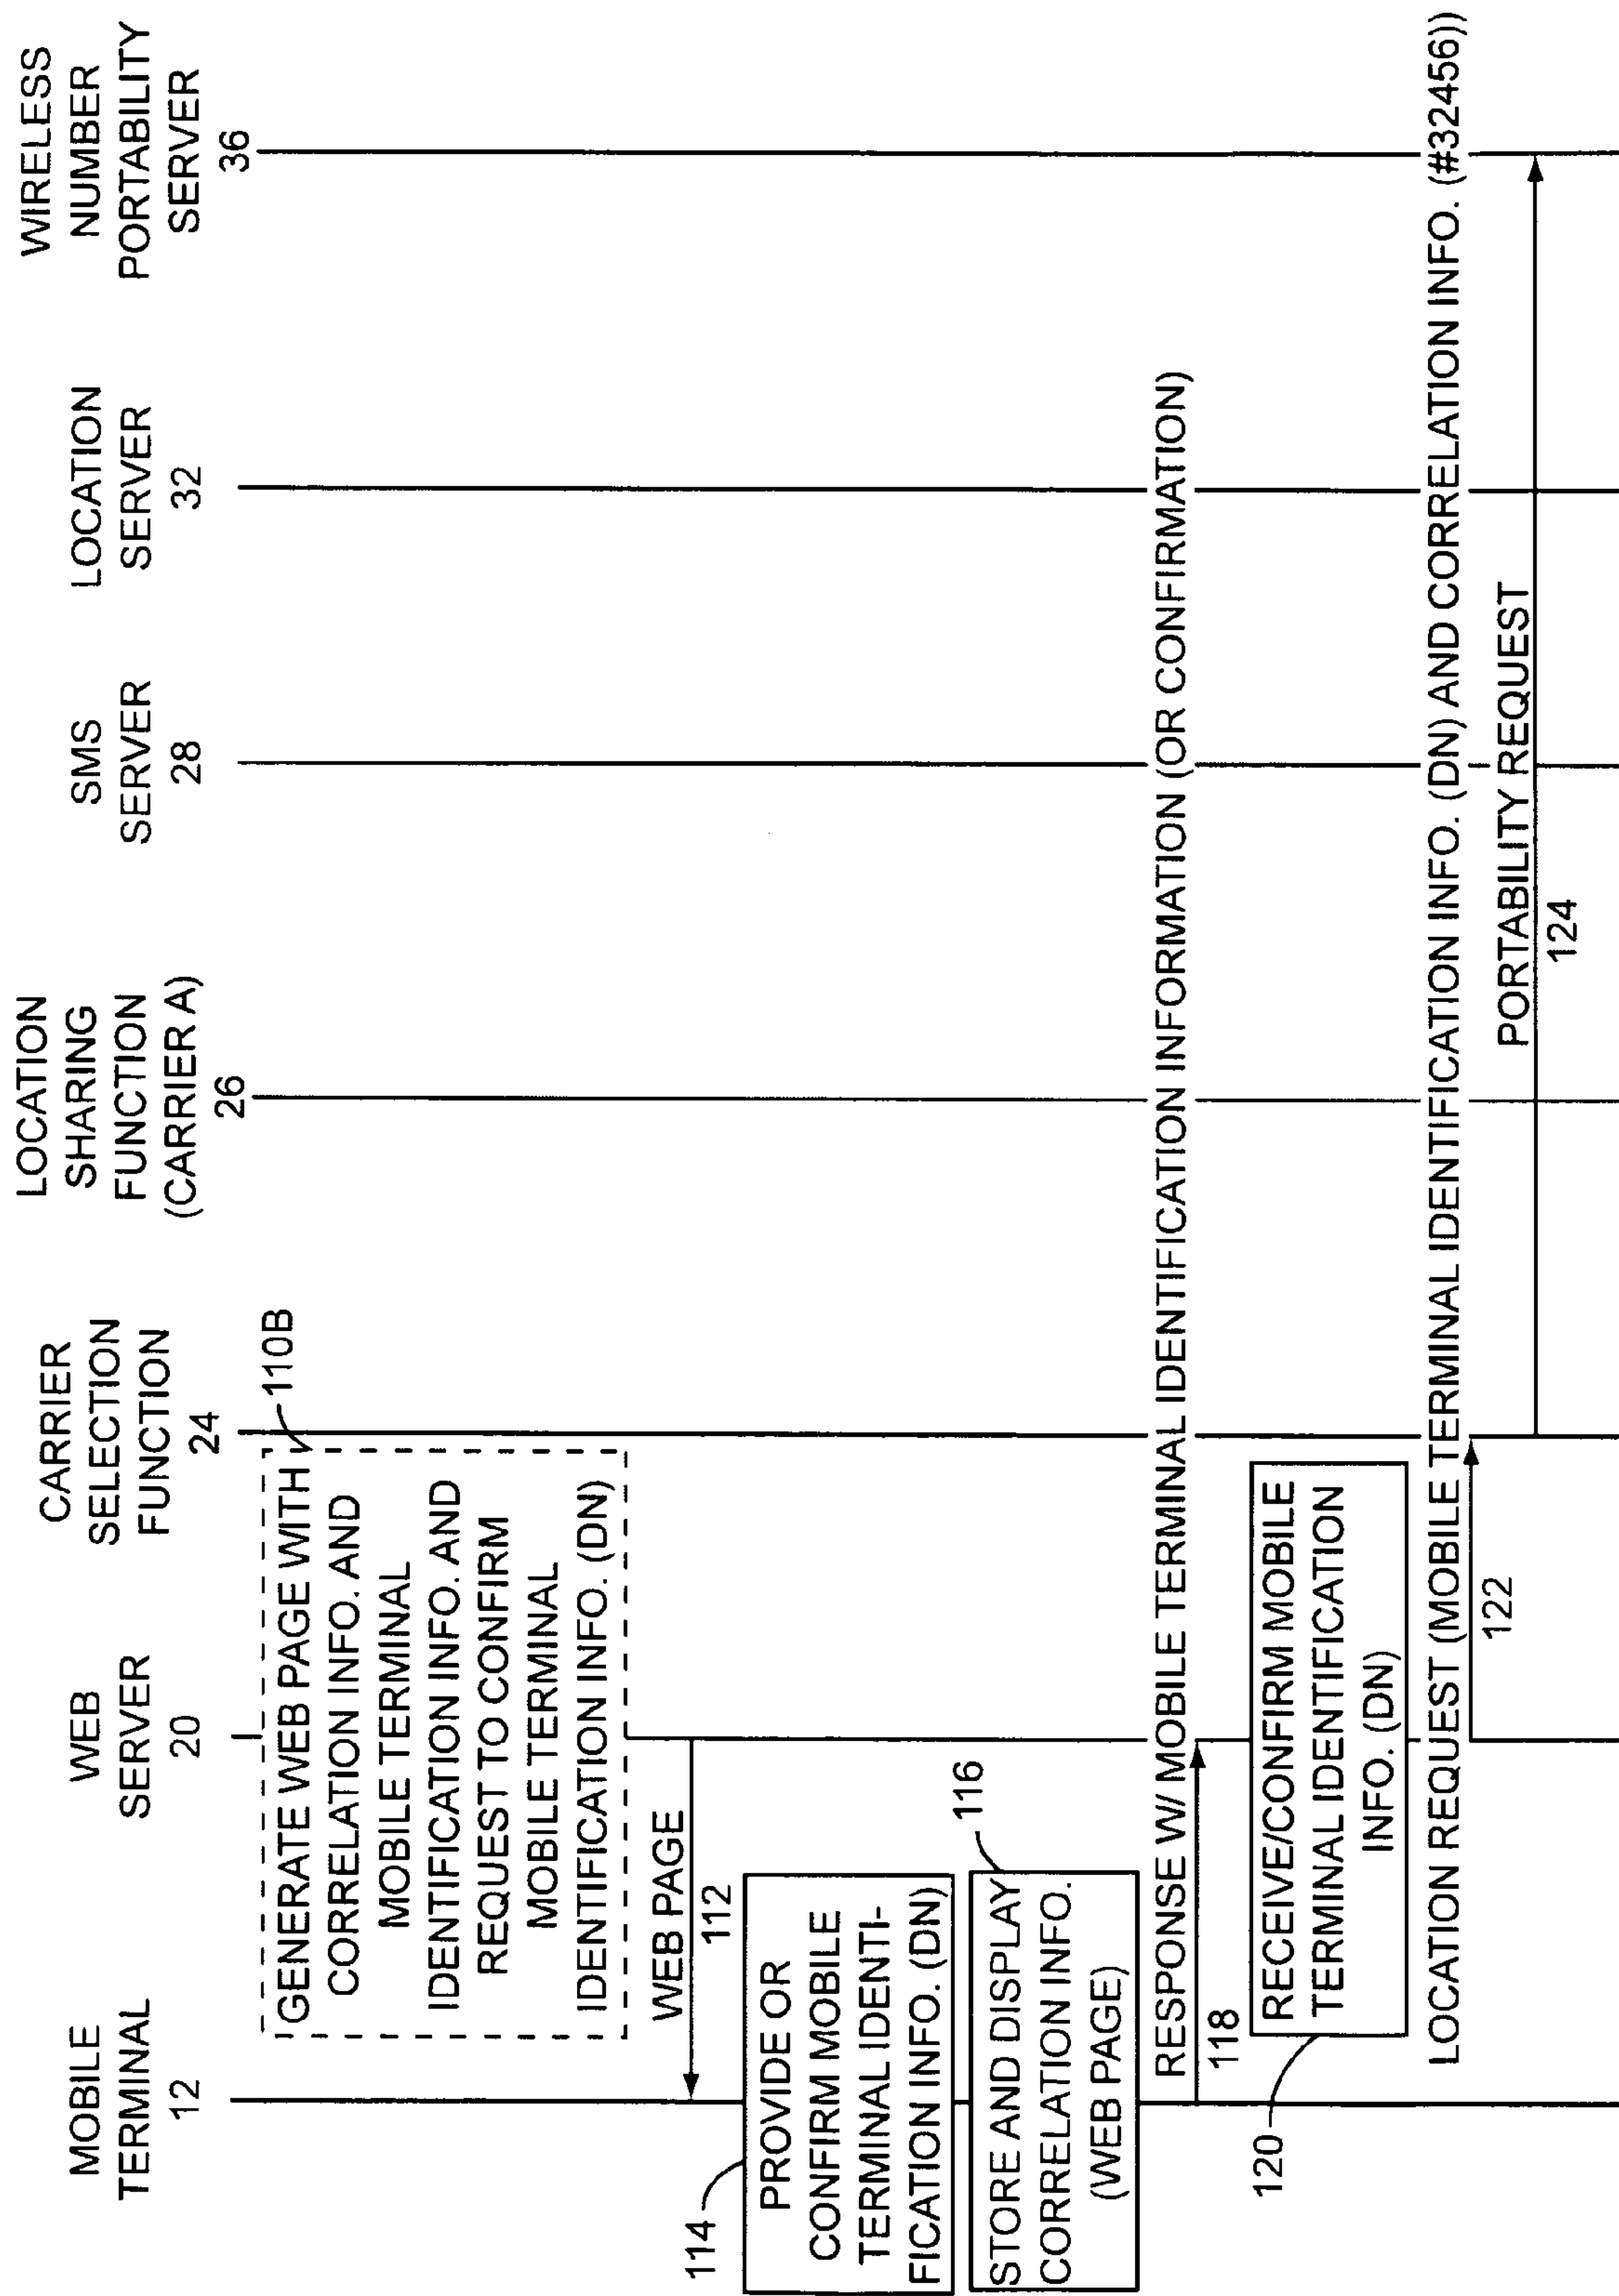 MOBILE
TERMINAL
12
WEB
SERVER
20
CARRIER
SELECTION
FUNCTION
24
LOCATION
SHARING
FUNCTION
(CARRIER A)
26
SMS
SERVER
28
LOCATION
SERVER
32
WIRELESS
NUMBER
PORTABILITY
SERVER
36
110B
GENERATE WEB PAGE WITH
CORRELATION INFO. AND
MOBILE TERMINAL
IDENTIFICATION INFO. AND
REQUEST TO CONFIRM
MOBILE TERMINAL
IDENTIFICATION INFO. (DN)
WEB PAGE
112
114
PROVIDE OR
CONFIRM MOBILE
TERMINAL IDENTI-
FICATION INFO. (DN)
116
STORE AND DISPLAY
CORRELATION INFO.
(WEB PAGE)
RESPONSE W/ MOBILE TERMINAL IDENTIFICATION INFORMATION (OR CONFIRMATION)
118
120
RECEIVE/CONFIRM MOBILE
TERMINAL IDENTIFICATION
INFO. (DN)
LOCATION REQUEST (MOBILE TERMINAL IDENTIFICATION INFO. (DN) AND CORRELATION INFO. (#32456))
122
PORTABILITY REQUEST
124